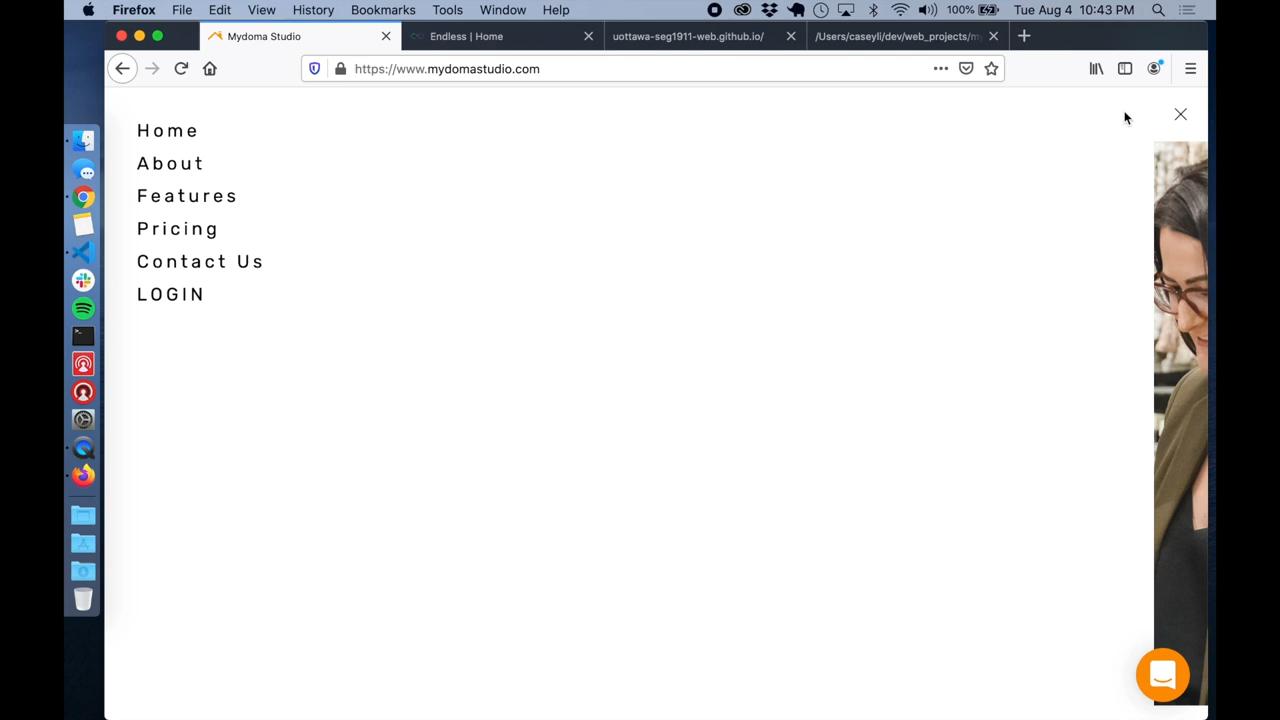 Firefox File Edit View History Bookmarks Tools Window Help 100% Tue Aug 4 10:43 PM
Mydoma Studio
Endless | Home
uottawa-seg1911-web.github.io/
/Users/caseyli/dev/web_projects/m
https://www.mydomastudio.com
Home
About
Features
Pricing
Contact Us
LOGIN